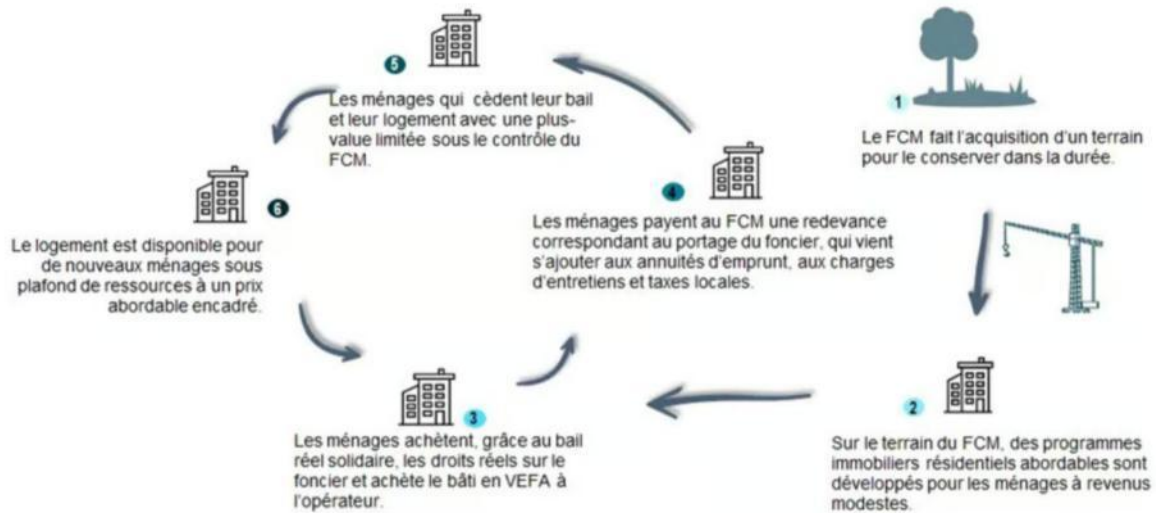 1
Le FCM fait l'acquisition d'un terrain
pour le conserver dans la durée.
2
Sur le terrain du FCM, des programmes
immobiliers résidentiels abordables sont
développés pour les ménages à revenus
modestes.
3
Les ménages achètent, grâce au bail
réel solidaire, les droits réels sur le
foncier et achète le bâti en VEFA à
l'opérateur.
4
Les ménages payent au FCM une redevance
correspondant au portage du foncier, qui vient
s'ajouter aux annuités d'emprunt, aux charges
d'entretiens et taxes locales.
5
Les ménages qui cèdent leur bail
et leur logement avec une plus-
value limitée sous le contrôle du
FCM.
6
Le logement est disponible pour
de nouveaux ménages sous
plafond de ressources à un prix
abordable encadré.